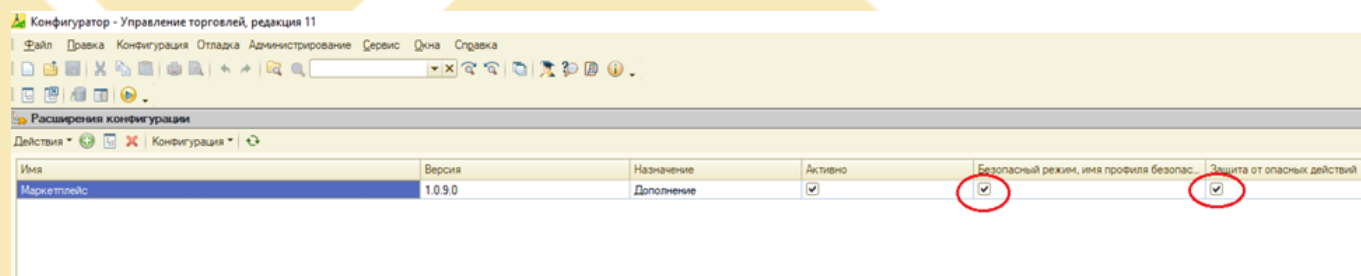 Конфигуратор - Управление торговлей, редакция 11
Файл Правка Конфигурация Отладка Администрирование Сервис Окна Справка
Расширения конфигурации
Действия Конфигурация
Имя Версия Назначение Активно Безопасный режим, имя профиля безопас... Защита от опасных действий
Маркетплейс 1.0.9.0 Дополнение